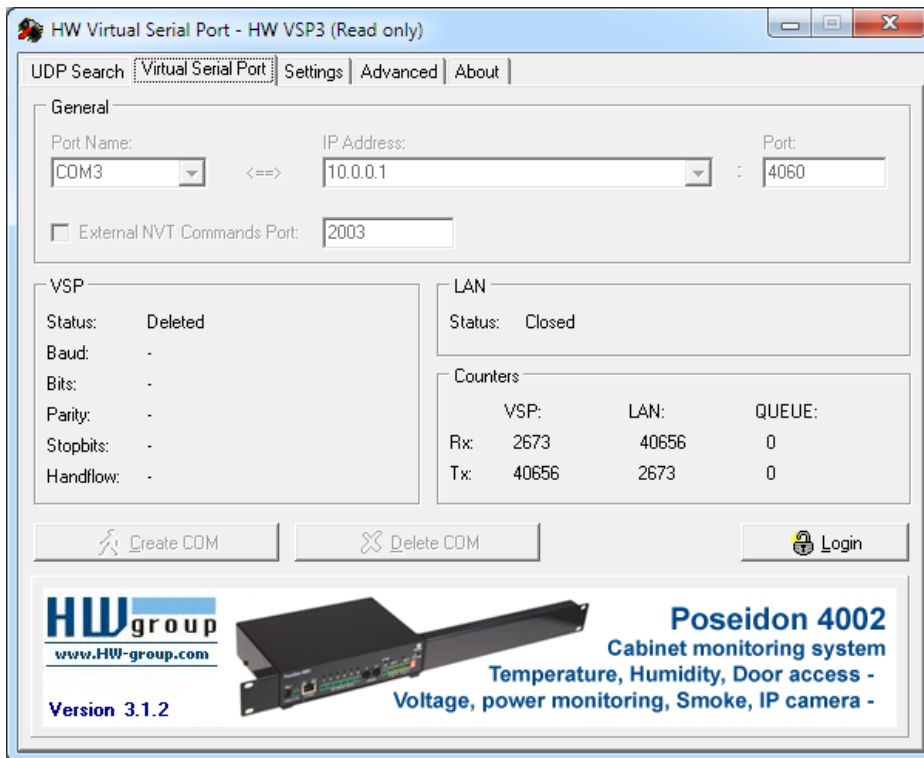 HW Virtual Serial Port - HW VSP3 (Read only)
UDP Search Virtual Serial Port Settings Advanced About
General
Port Name: IP Address: Port:
COM3 <==> 10.0.0.1 : 4060
External NVT Commands Port: 2003
VSP
Status: Deleted
Baud: -
Bits: -
Parity: -
Stopbits: -
Handflow: -
LAN
Status: Closed
Counters
VSP: LAN: QUEUE:
Rx: 2673 40656 0
Tx: 40656 2673 0
Create COM Delete COM Login
HW group
www.HW-group.com
Version 3.1.2
Poseidon 4002
Cabinet monitoring system
Temperature, Humidity, Door access -
Voltage, power monitoring, Smoke, IP camera -